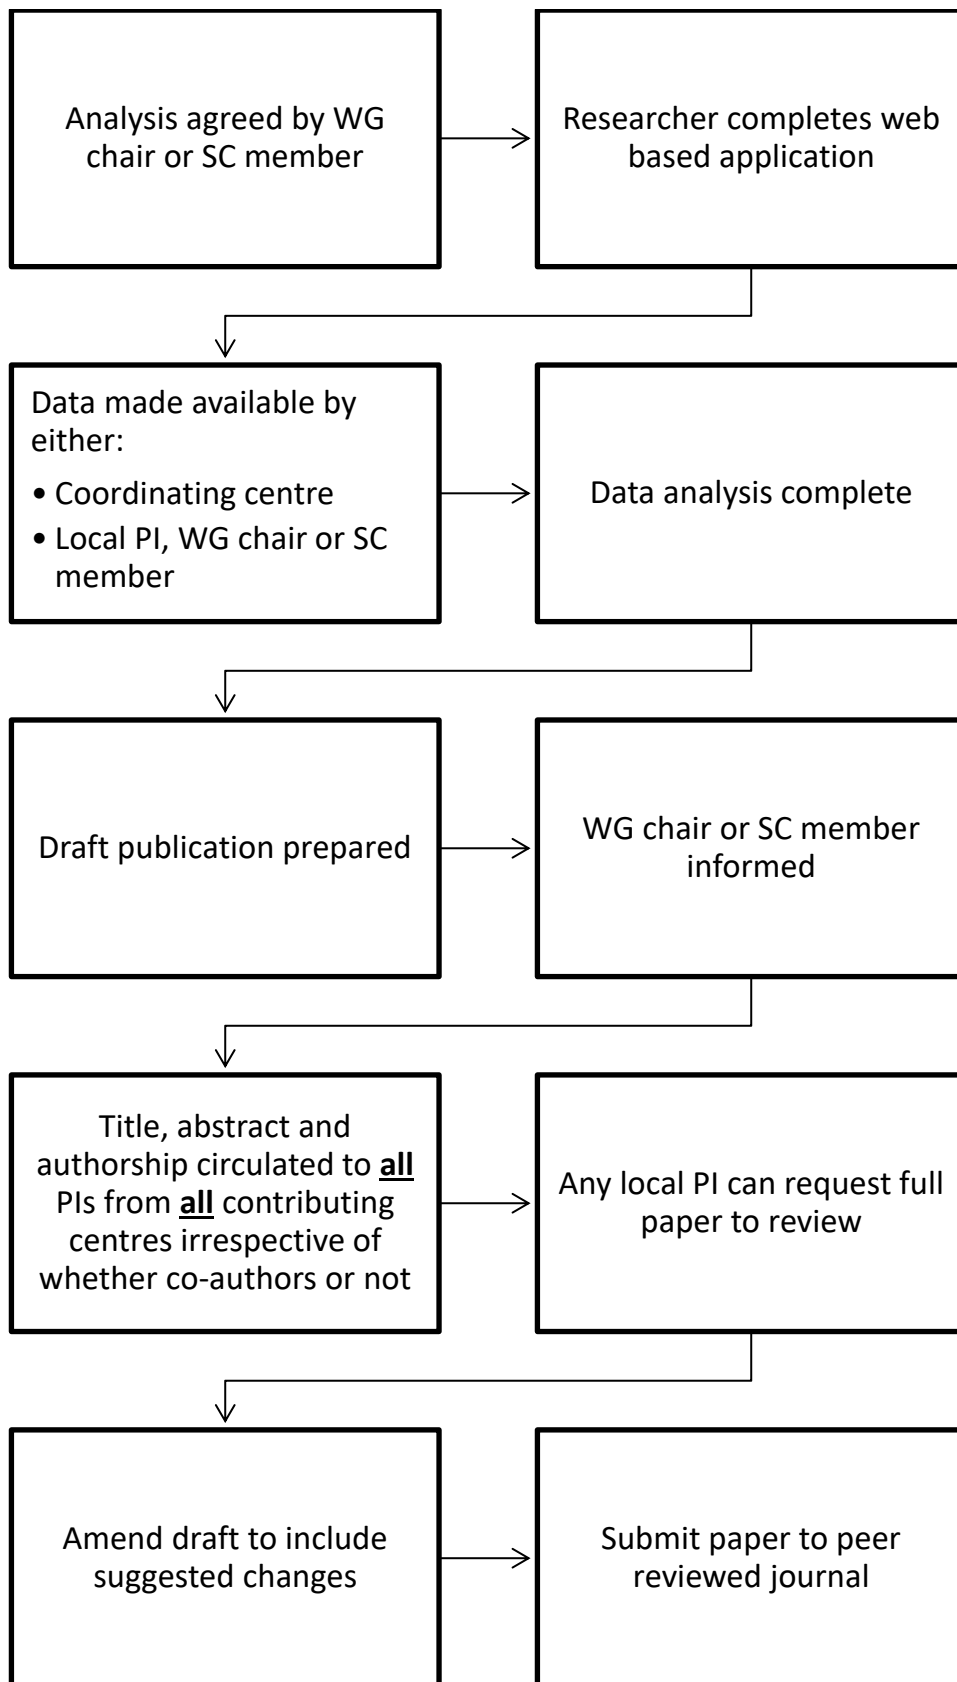 Analysis agreed by WG
chair or SC member
Researcher completes web
based application
Data made available by
either:
• Coordinating centre
• Local PI, WG chair or SC
member
Data analysis complete
Draft publication prepared
WG chair or SC member
informed
Title, abstract and
authorship circulated to all
PIs from all contributing
centres irrespective of
whether co-authors or not
Any local PI can request full
paper to review
Amend draft to include
suggested changes
Submit paper to peer
reviewed journal